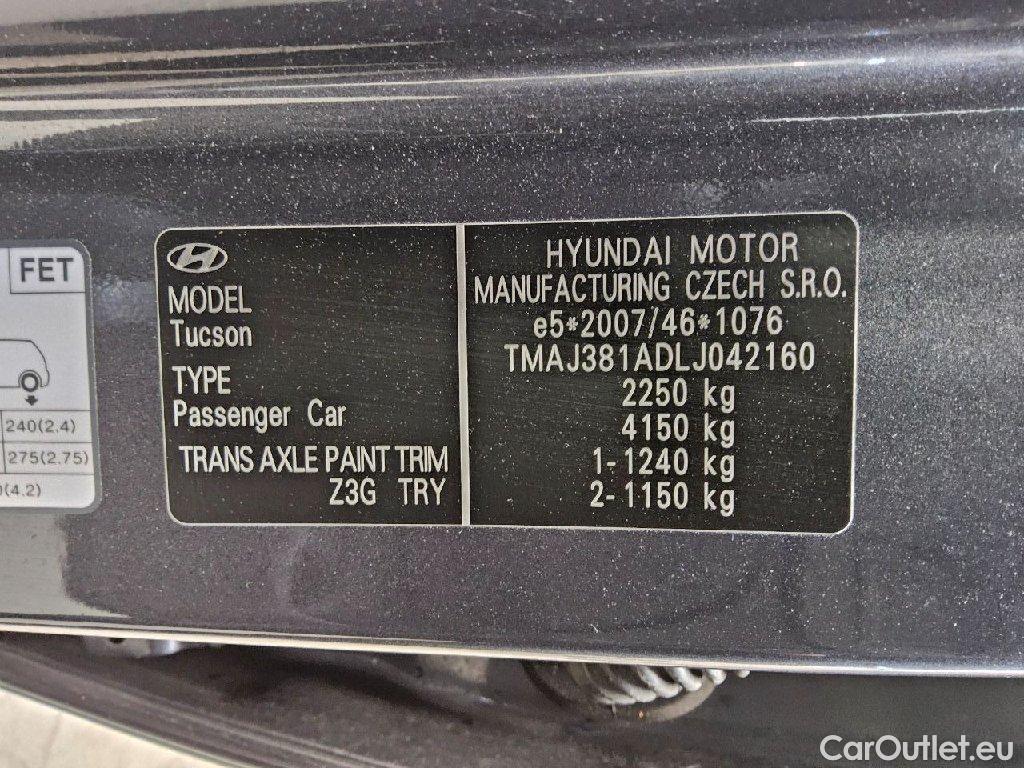 FET
240(2,4)
275(2.75)
(4.2)
MODEL
Tucson
TYPE
Passenger Car
TRANS AXLE PAINT TRIM
Z3G TRY
HYUNDAI MOTOR
MANUFACTURING CZECH S.R.O.
e5*2007/46*1076
TMAJ381ADLJ042160
2250 kg
4150 kg
1-1240 kg
2-1150 kg
CarOutlet.eu